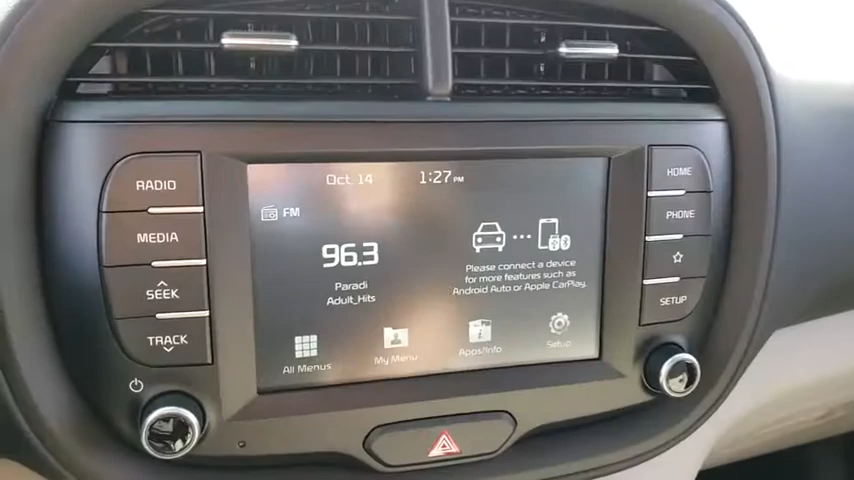 RADIO
MEDIA
SEEK
TRACK
Oct 14
1:27 PM
FM
96.3
Paradi
Adult_Hits
Please connect a device
for more features such as
Android Auto or Apple CarPlay.
All Menus
My Menu
Apps/Info
Setup
HOME
PHONE
SETUP